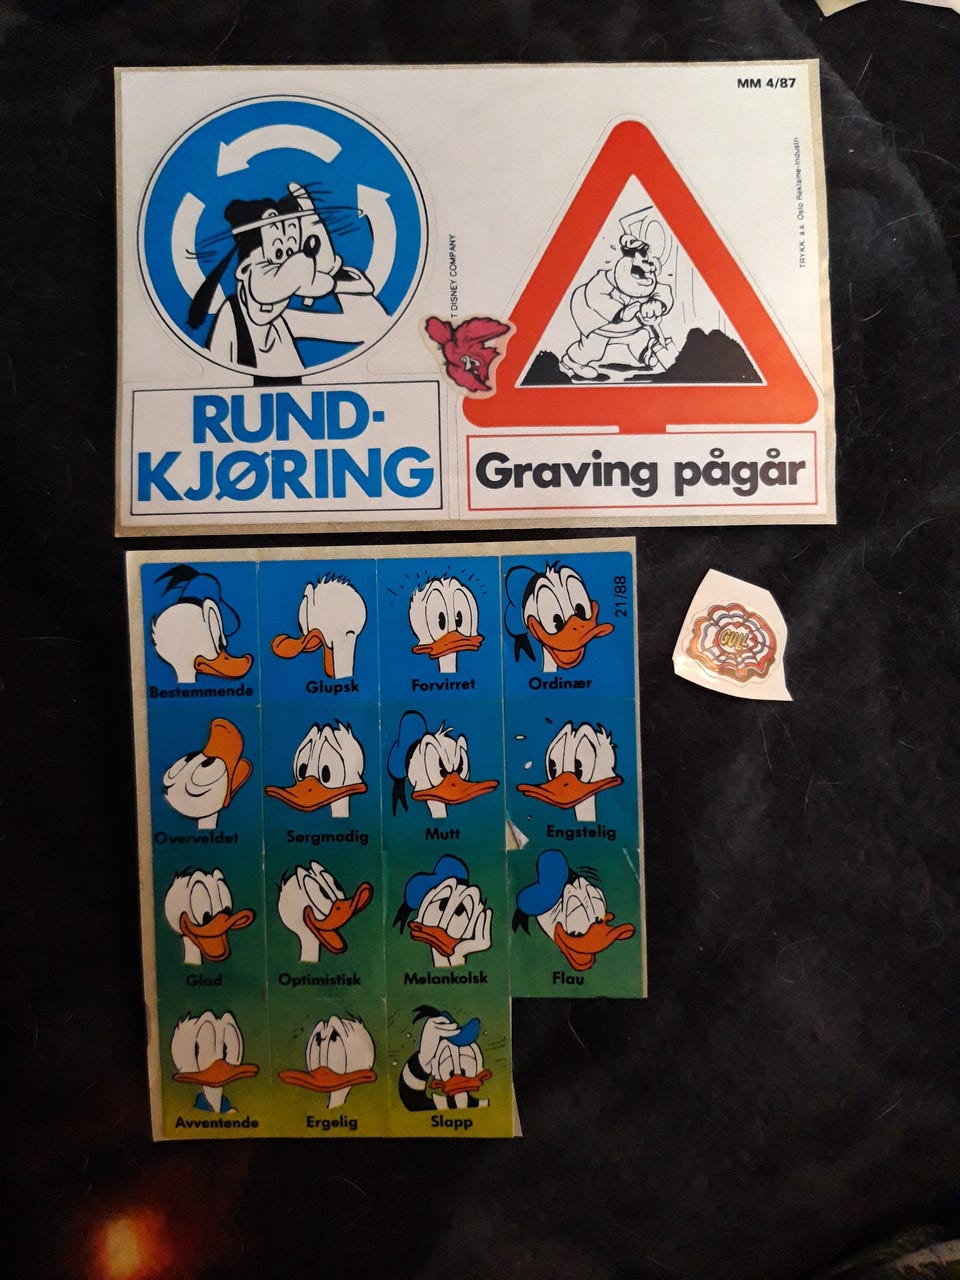 MM 4/87
TRYKK. a.s. Oslo Reklame-Industri
T DISNEY COMPANY
RUND-
KJØRING
Graving pågår
21/88
Bestemmende
Glupsk
Forvirret
Ordinær
Overveldet
Sørgmodig
Mutt
Engstelig
Glad
Optimistisk
Melankolsk
Flau
Avventende
Ergelig
Slapp
GULL